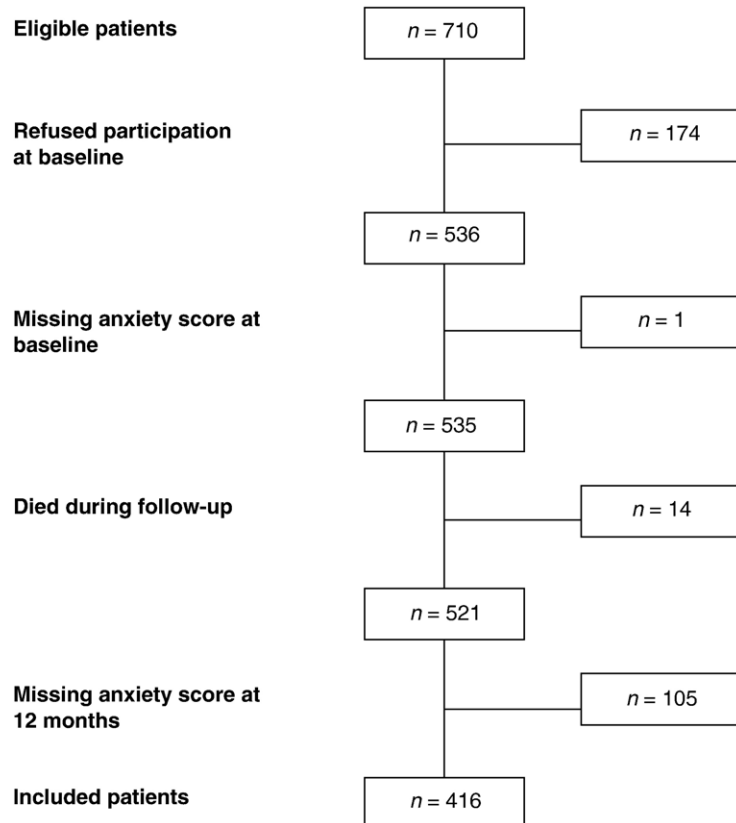 Eligible patients
n = 710
Refused participation
at baseline
n = 174
n = 536
Missing anxiety score at
baseline
n = 1
n = 535
Died during follow-up
n = 14
n = 521
Missing anxiety score at
12 months
n = 105
Included patients
n = 416